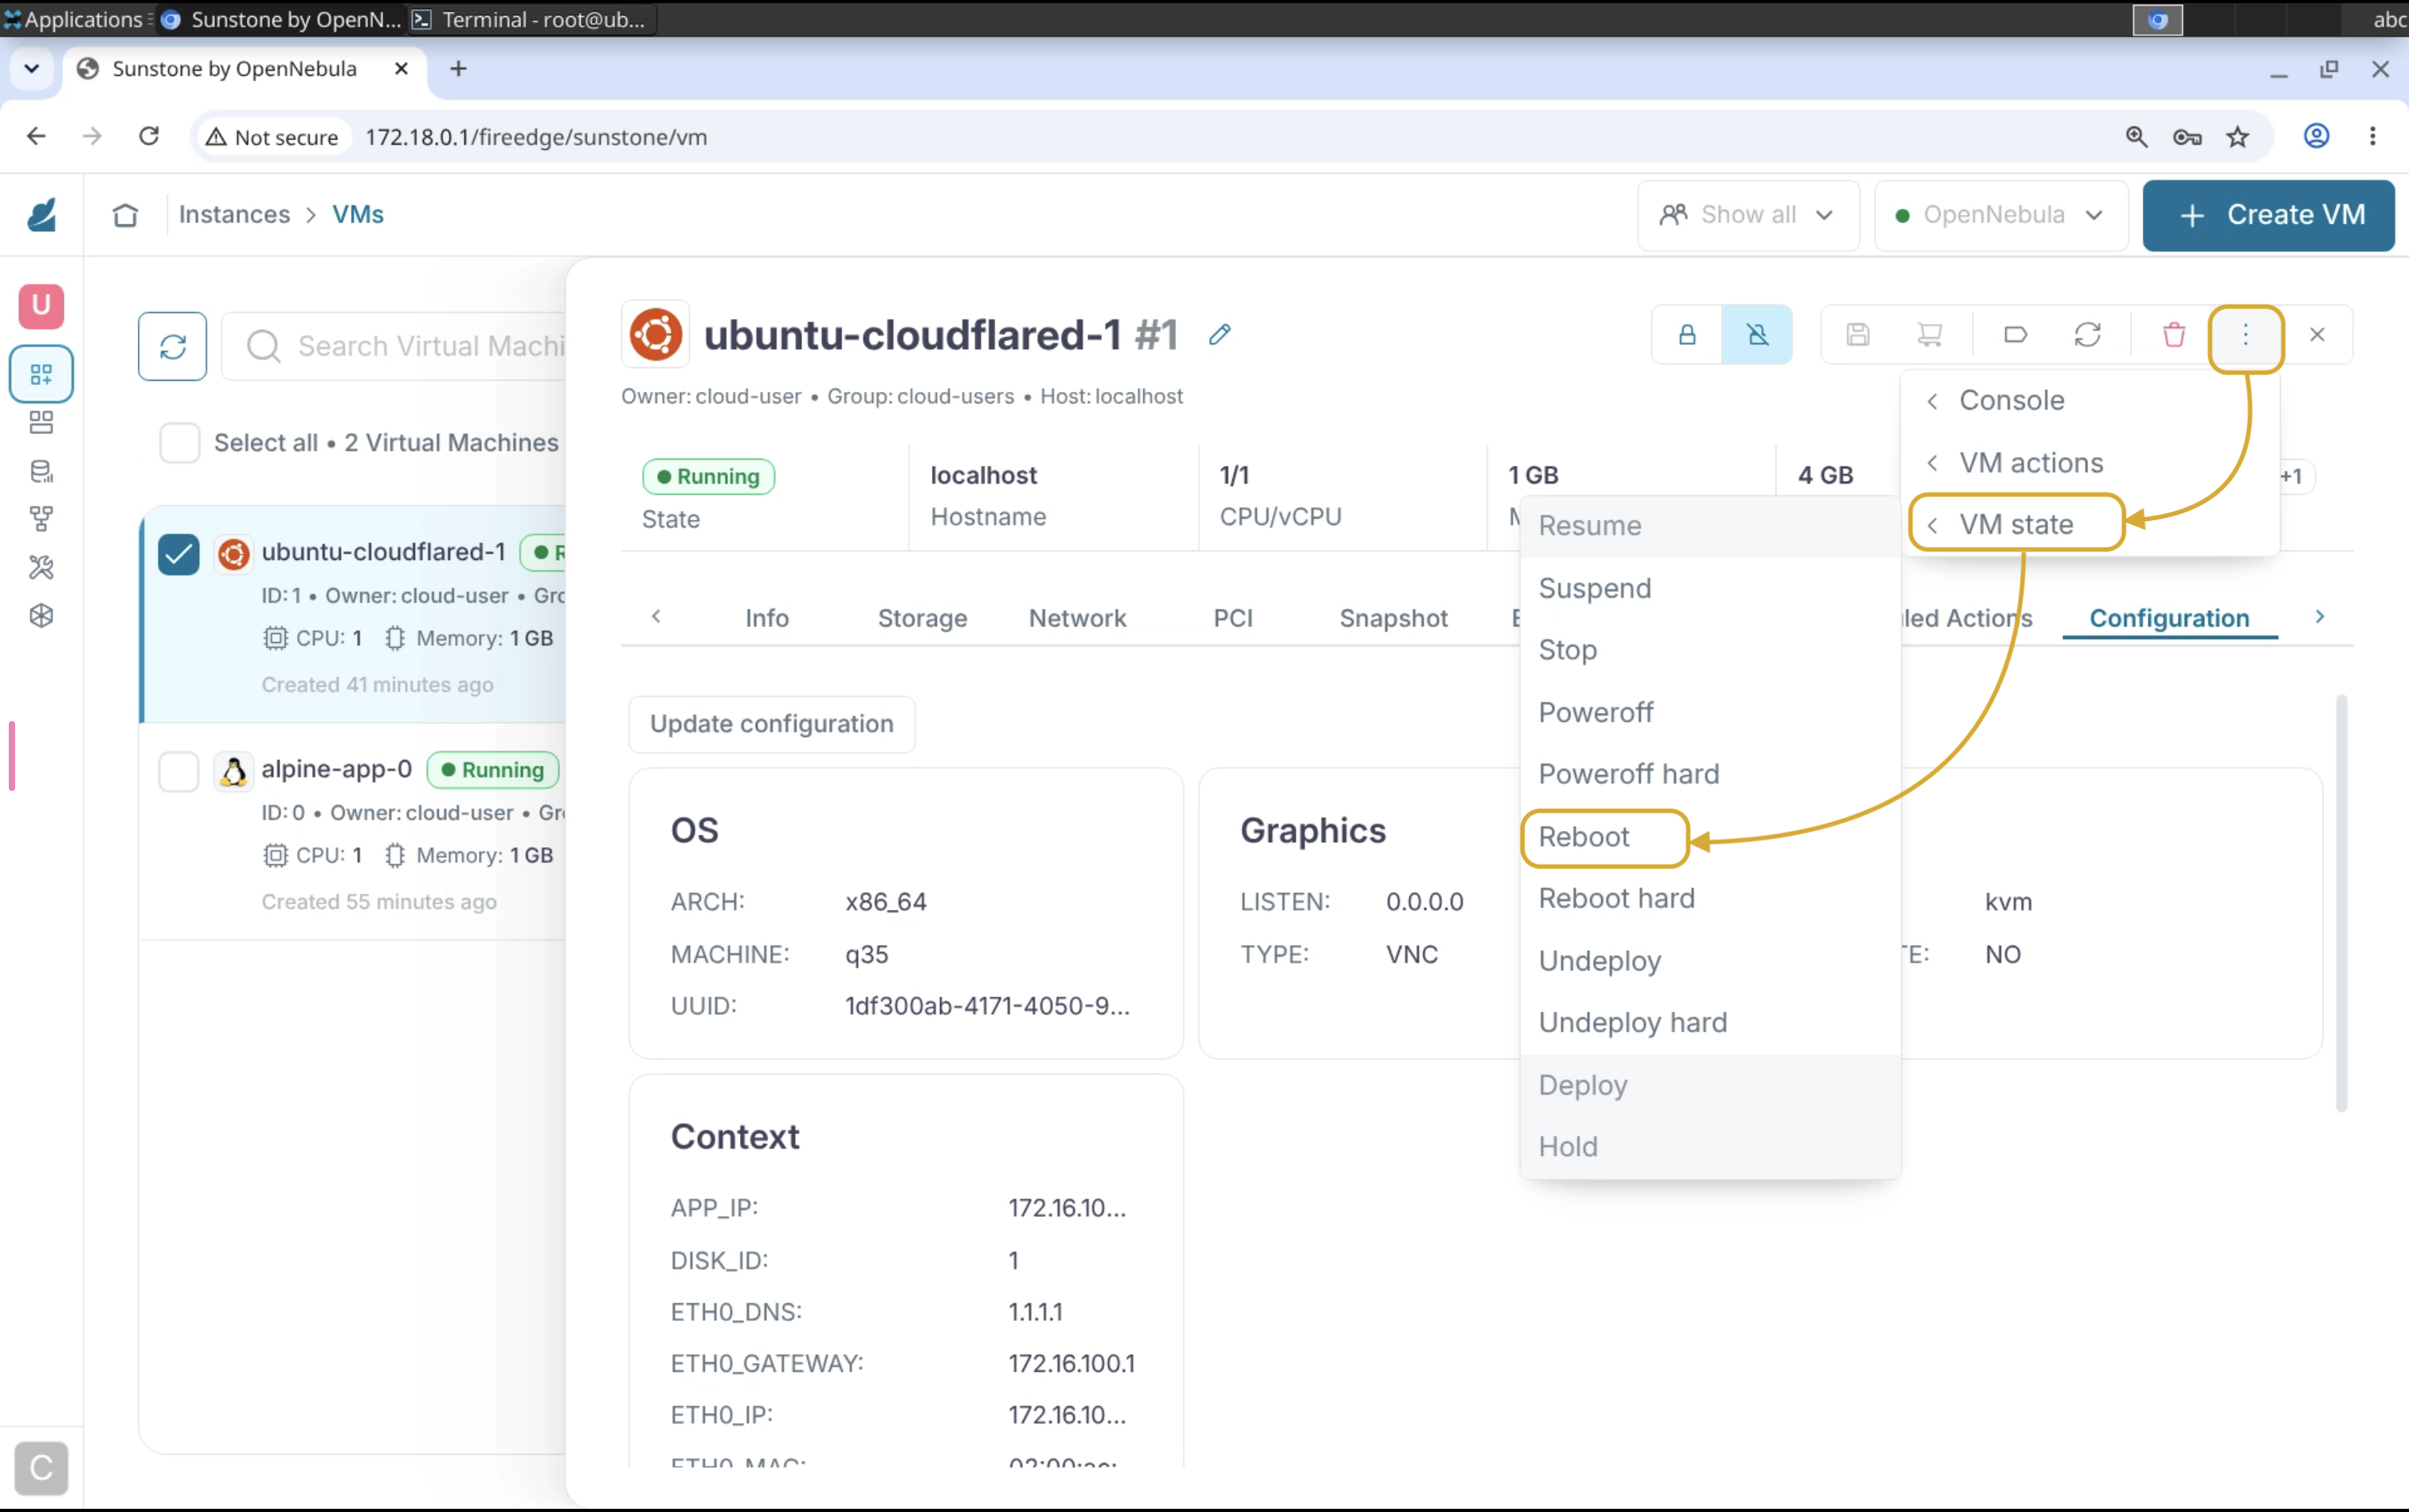 Applications
Sunstone by OpenN...
Terminal - root@ub...
abc
Sunstone by OpenNebula
Not secure
172.18.0.1/fireedge/sunstone/vm
Instances > VMs
Show all
OpenNebula
+ Create VM
U
Search Virtual Machi
Select all • 2 Virtual Machines
ubuntu-cloudflared-1
ID: 1 • Owner: cloud-user • Gro
CPU: 1 Memory: 1 GB
Created 41 minutes ago
alpine-app-0 Running
ID: 0 • Owner: cloud-user • Gr
CPU: 1 Memory: 1 GB
Created 55 minutes ago
C
ubuntu-cloudflared-1 #1
Owner: cloud-user • Group: cloud-users • Host: localhost
Running
State
localhost
Hostname
1/1
CPU/vCPU
1 GB
4 GB
+1
Info
Storage
Network
PCI
Snapshot
led Actions
Configuration
Console
VM actions
VM state
Resume
Suspend
Stop
Poweroff
Poweroff hard
Reboot
Reboot hard
Undeploy
Undeploy hard
Deploy
Hold
Update configuration
OS
ARCH: x86_64
MACHINE: q35
UUID: 1df300ab-4171-4050-9...
Graphics
LISTEN: 0.0.0.0
TYPE: VNC
kvm
TE: NO
Context
APP_IP: 172.16.10...
DISK_ID: 1
ETH0_DNS: 1.1.1.1
ETH0_GATEWAY: 172.16.100.1
ETH0_IP: 172.16.10...
ETH0_MAC: 02:00:ac: